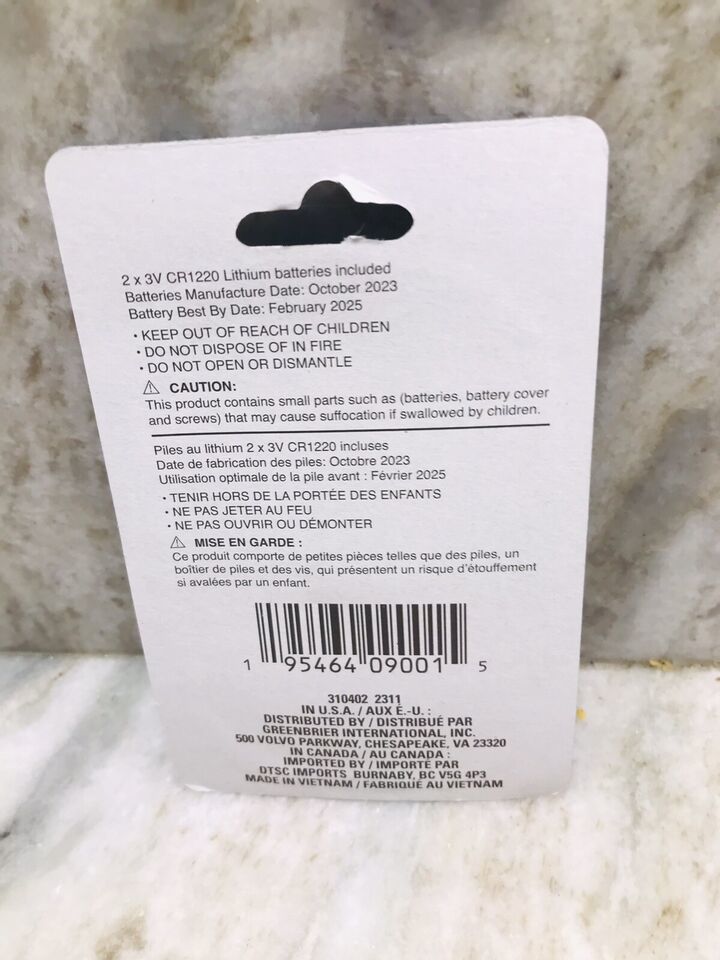 2 x 3V CR1220 Lithium batteries included
Batteries Manufacture Date: October 2023
Battery Best By Date: February 2025
• KEEP OUT OF REACH OF CHILDREN
• DO NOT DISPOSE OF IN FIRE
• DO NOT OPEN OR DISMANTLE
⚠ CAUTION:
This product contains small parts such as (batteries, battery cover
and screws) that may cause suffocation if swallowed by children.
Piles au lithium 2 x 3V CR1220 incluses
Date de fabrication des piles: Octobre 2023
Utilisation optimale de la pile avant : Février 2025
• TENIR HORS DE LA PORTÉE DES ENFANTS
• NE PAS JETER AU FEU
• NE PAS OUVRIR OU DÉMONTER
⚠ MISE EN GARDE :
Ce produit comporte de petites pièces telles que des piles, un
boîtier de piles et des vis, qui présentent un risque d'étouffement
si avalées par un enfant.
1 95464 09001 5
310402 2311
IN U.S.A. / AUX É.-U. :
DISTRIBUTED BY / DISTRIBUÉ PAR
GREENBRIER INTERNATIONAL, INC.
500 VOLVO PARKWAY, CHESAPEAKE, VA 23320
IN CANADA / AU CANADA :
IMPORTED BY / IMPORTÉ PAR
DTSC IMPORTS BURNABY, BC V5G 4P3
MADE IN VIETNAM / FABRIQUÉ AU VIETNAM